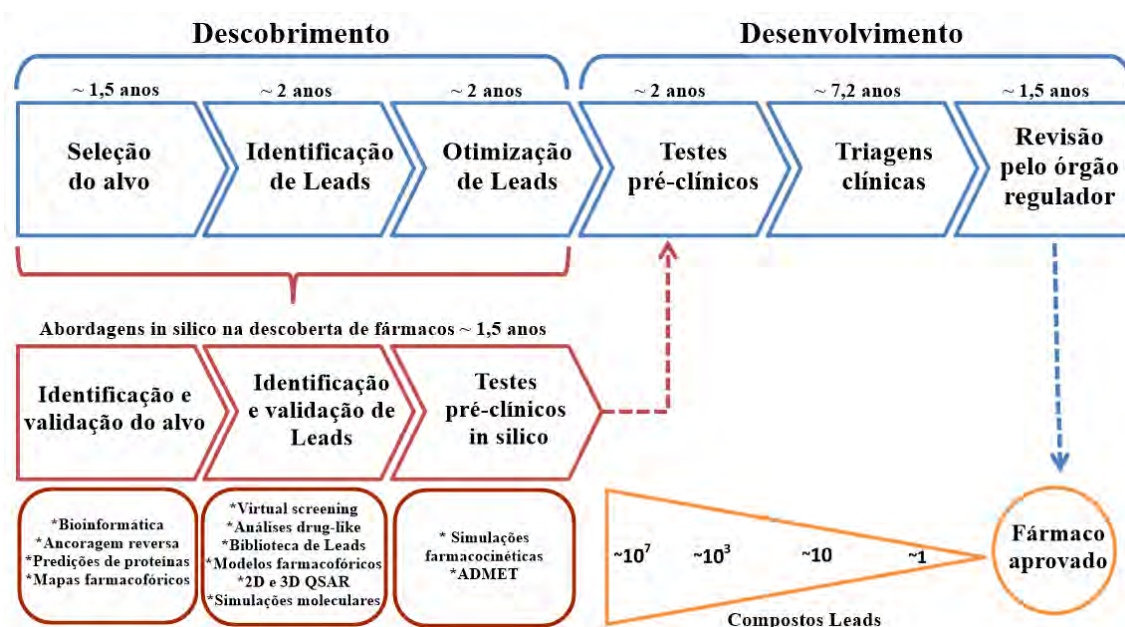 Descobrimento
Desenvolvimento
~ 1,5 anos
~ 2 anos
~ 2 anos
~ 2 anos
~ 7,2 anos
~ 1,5 anos
Seleção
do alvo
Identificação
de Leads
Otimização
de Leads
Testes
pré-clínicos
Triagens
clínicas
Revisão
pelo órgão
regulador
Abordagens in silico na descoberta de fármacos ~ 1,5 anos
Identificação e
validação do alvo
Identificação
e validação de
Leads
Testes
pré-clínicos
in silico
*Bioinformática
*Ancoragem reversa
*Predições de proteínas
*Mapas farmacofóricos
*Virtual screening
*Análises drug-like
*Biblioteca de Leads
*Modelos farmacofóricos
*2D e 3D QSAR
*Simulações moleculares
* Simulações
farmacocinéticas
*ADMET
~10⁷
~10³
~10
~1
Compostos Leads
Fármaco
aprovado